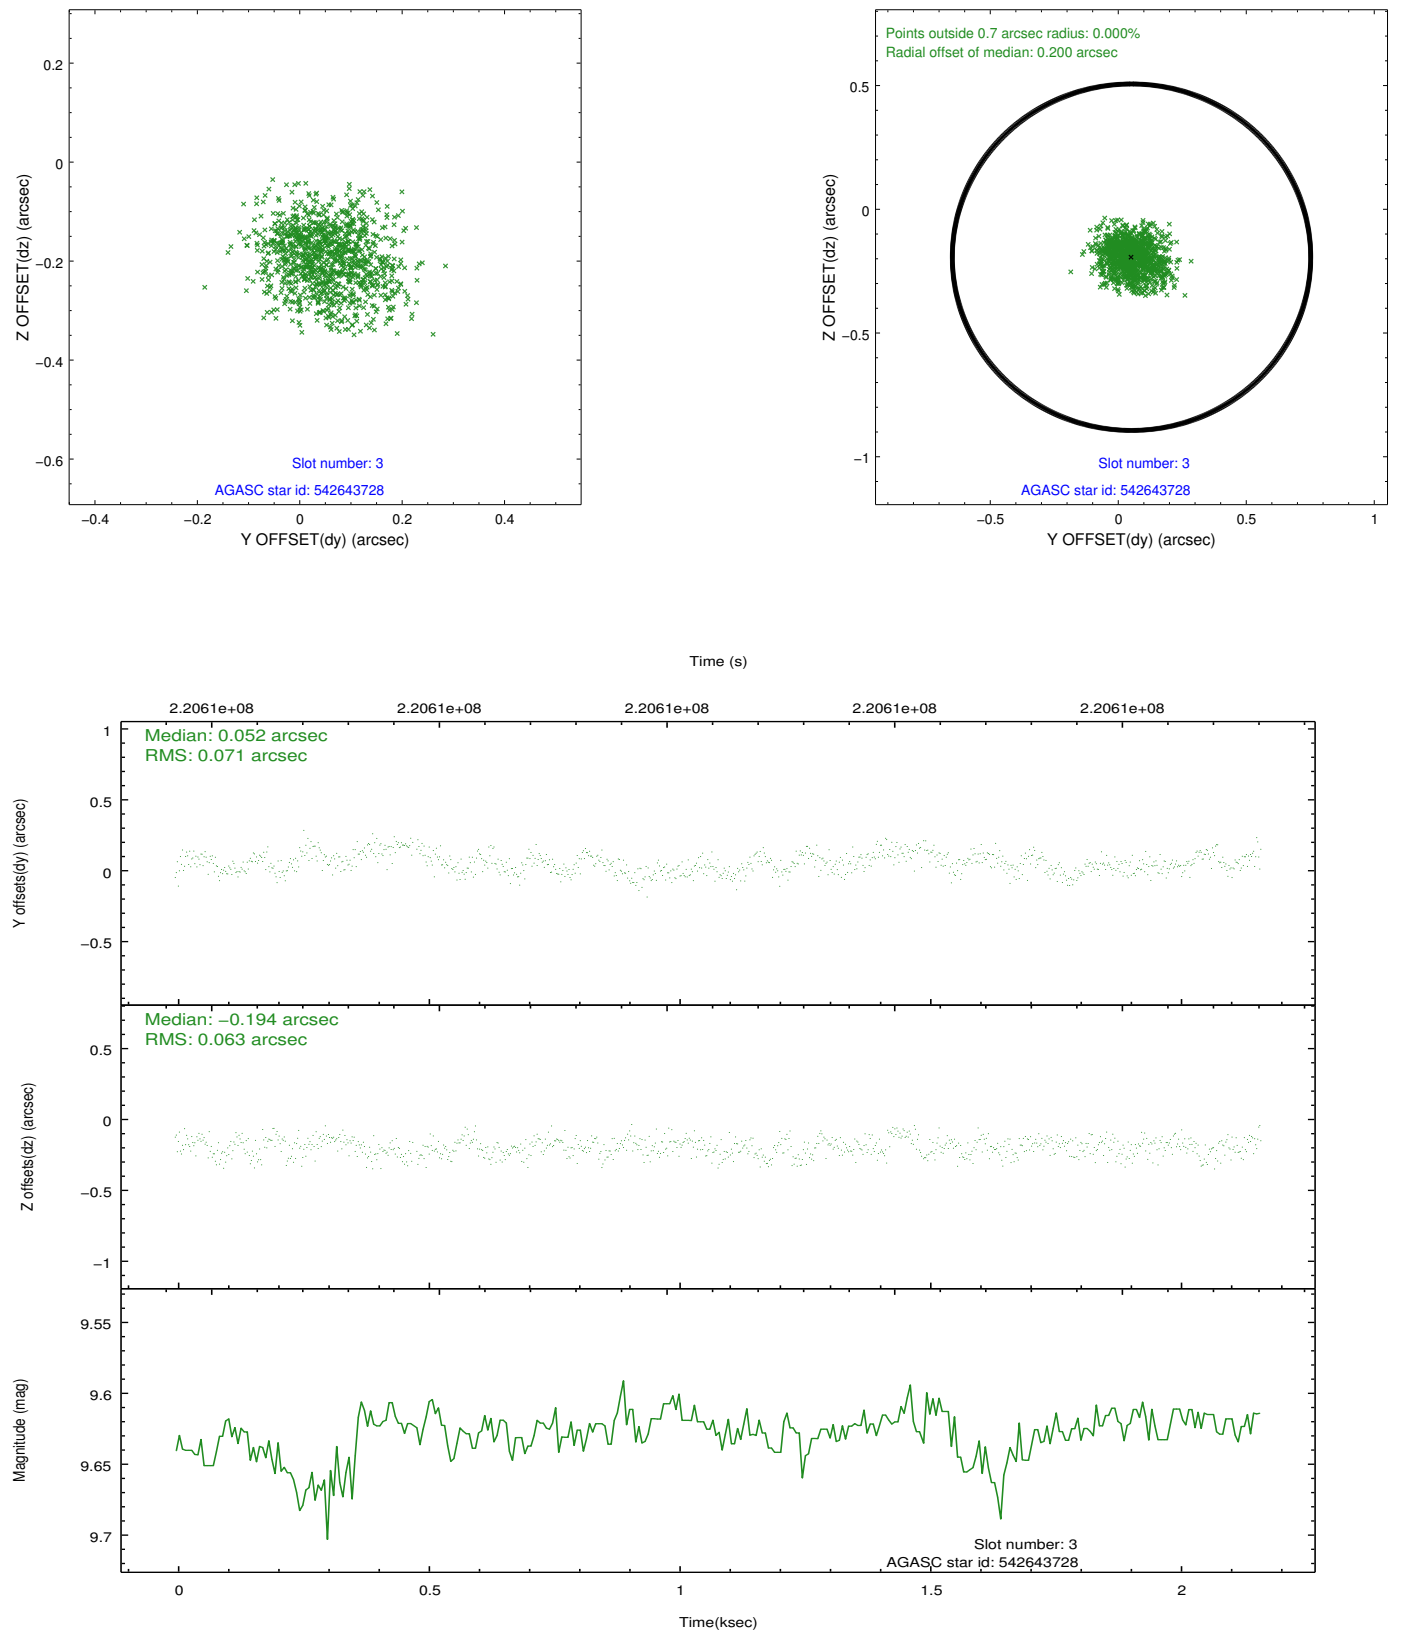 0.2
0
−0.2
−0.4
−0.6
Z OFFSET(dz) (arcsec)
Slot number: 3
AGASC star id: 542643728
−0.4
−0.2
0
0.2
0.4
Y OFFSET(dy) (arcsec)
Points outside 0.7 arcsec radius: 0.000%
Radial offset of median: 0.200 arcsec
0.5
0
−0.5
−1
Z OFFSET(dz) (arcsec)
Slot number: 3
AGASC star id: 542643728
−0.5
0
0.5
1
Y OFFSET(dy) (arcsec)
Time (s)
2.2061e+08
2.2061e+08
2.2061e+08
2.2061e+08
2.2061e+08
Median: 0.052 arcsec
RMS: 0.071 arcsec
1
0.5
0
−0.5
Y offsets(dy) (arcsec)
Median: −0.194 arcsec
RMS: 0.063 arcsec
0.5
0
−0.5
−1
Z offsets(dz) (arcsec)
9.55
9.6
9.65
9.7
Magnitude (mag)
Slot number: 3
AGASC star id: 542643728
0
0.5
1
1.5
2
Time(ksec)